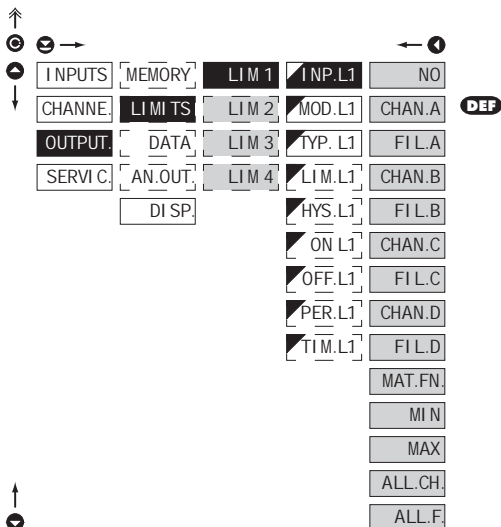 INPUTS MEMORY LIM 1 INP.L1 NO
CHANNE. LIMITS LIM 2 MOD.L1 CHAN.A DEF
OUTPUT. DATA LIM 3 TYP. L1 FIL.A
SERVIC. AN.OUT. LIM 4 LIM.L1 CHAN.B
DISP. HYS.L1 FIL.B
ON L1 CHAN.C
OFF.L1 FIL.C
PER.L1 CHAN.D
TIM.L1 FIL.D
MAT.FN.
MIN
MAX
ALL.CH.
ALL.F.